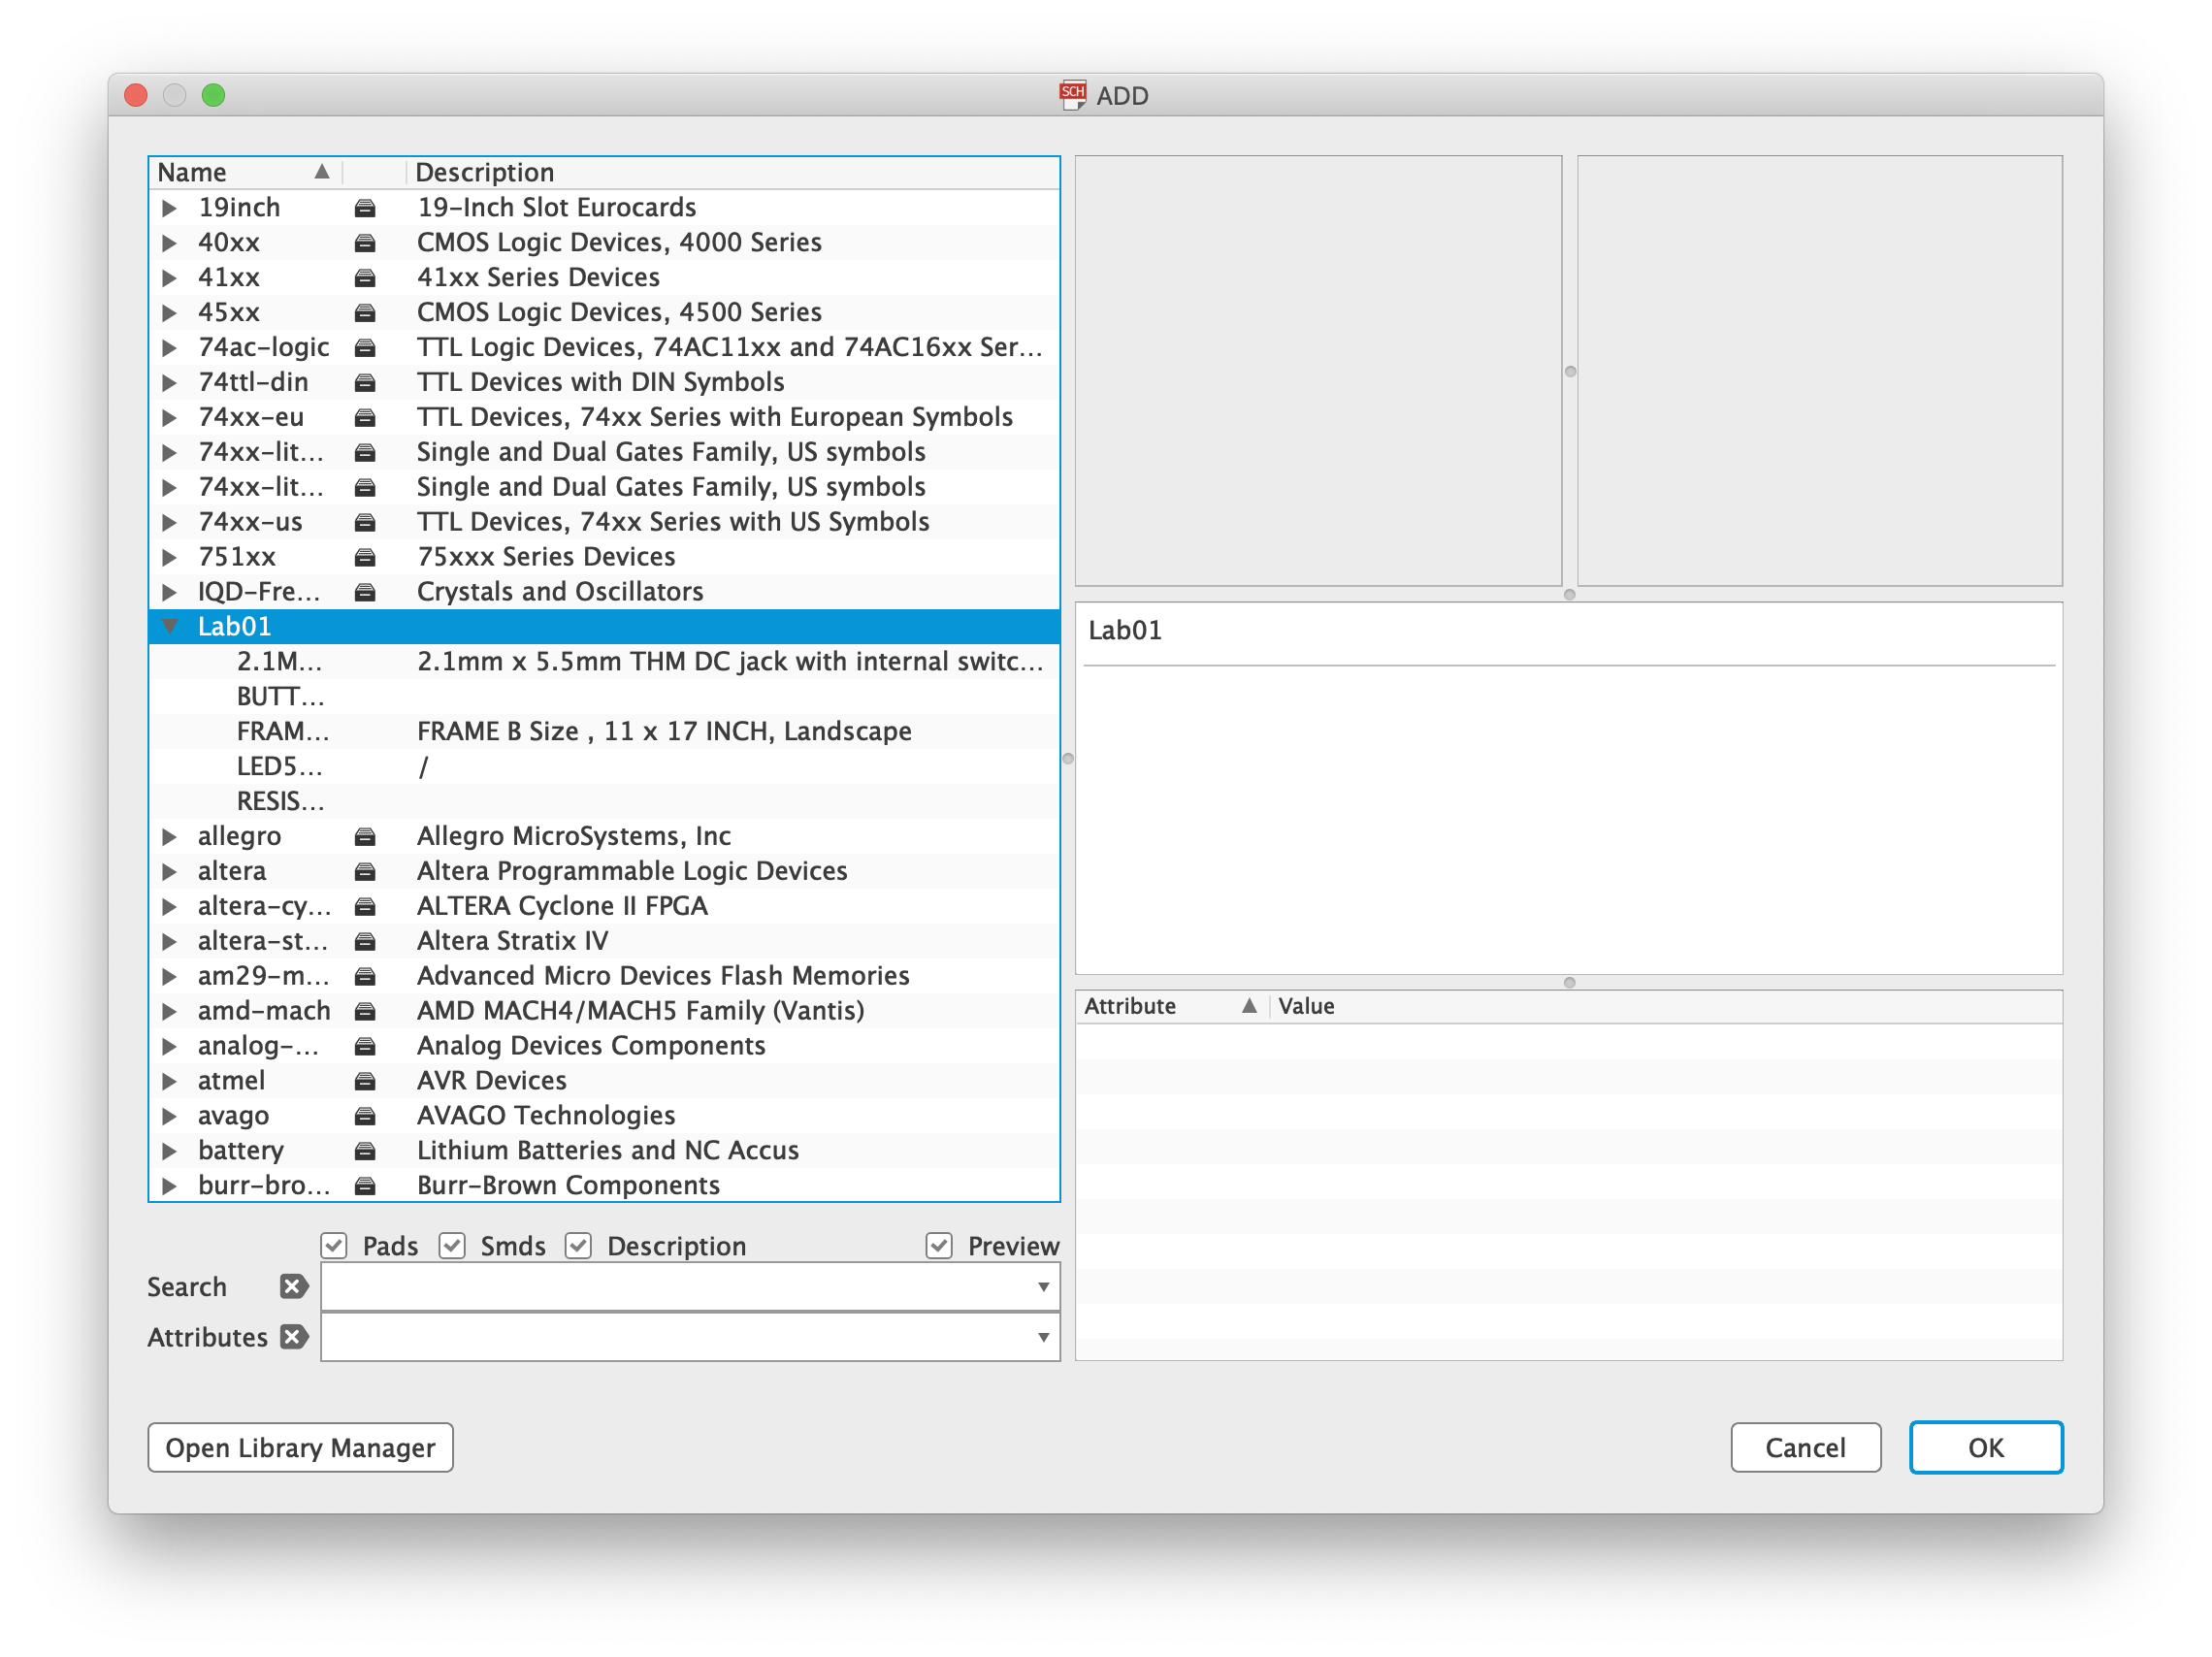 SCH ADD
Name Description
19inch 19-Inch Slot Eurocards
40xx CMOS Logic Devices, 4000 Series
41xx 41xx Series Devices
45xx CMOS Logic Devices, 4500 Series
74ac-logic TTL Logic Devices, 74AC11xx and 74AC16xx Ser...
74ttl-din TTL Devices with DIN Symbols
74xx-eu TTL Devices, 74xx Series with European Symbols
74xx-lit... Single and Dual Gates Family, US symbols
74xx-lit... Single and Dual Gates Family, US symbols
74xx-us TTL Devices, 74xx Series with US Symbols
751xx 75xxx Series Devices
IQD-Fre... Crystals and Oscillators
Lab01
2.1M... 2.1mm x 5.5mm THM DC jack with internal switc...
BUTT...
FRAM... FRAME B Size , 11 x 17 INCH, Landscape
LED5... /
RESIS...
allegro Allegro MicroSystems, Inc
altera Altera Programmable Logic Devices
altera-cy... ALTERA Cyclone II FPGA
altera-st... Altera Stratix IV
am29-m... Advanced Micro Devices Flash Memories
amd-mach AMD MACH4/MACH5 Family (Vantis)
analog-... Analog Devices Components
atmel AVR Devices
avago AVAGO Technologies
battery Lithium Batteries and NC Accus
burr-bro... Burr-Brown Components
Pads Smds Description Preview
Search
Attributes
Lab01
Attribute Value
Open Library Manager Cancel OK